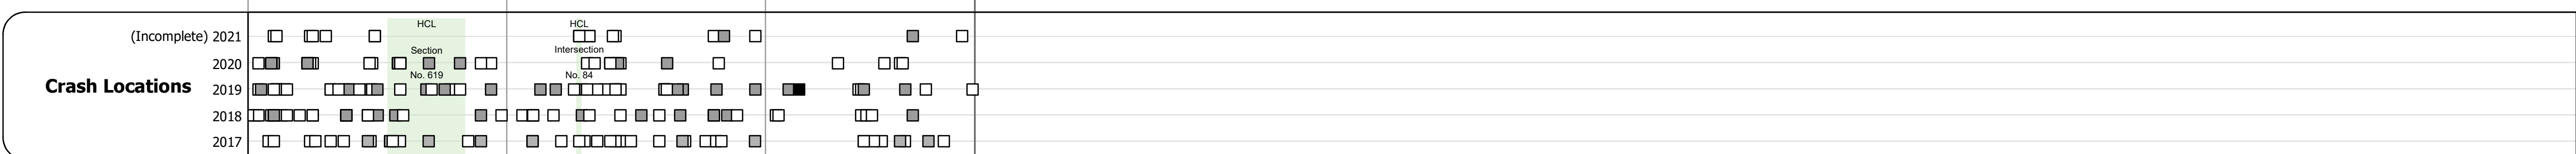 HCL
HCL
(Incomplete) 2021
Section
Intersection
2020
No. 619
No. 84
Crash Locations
2019
2018
2017